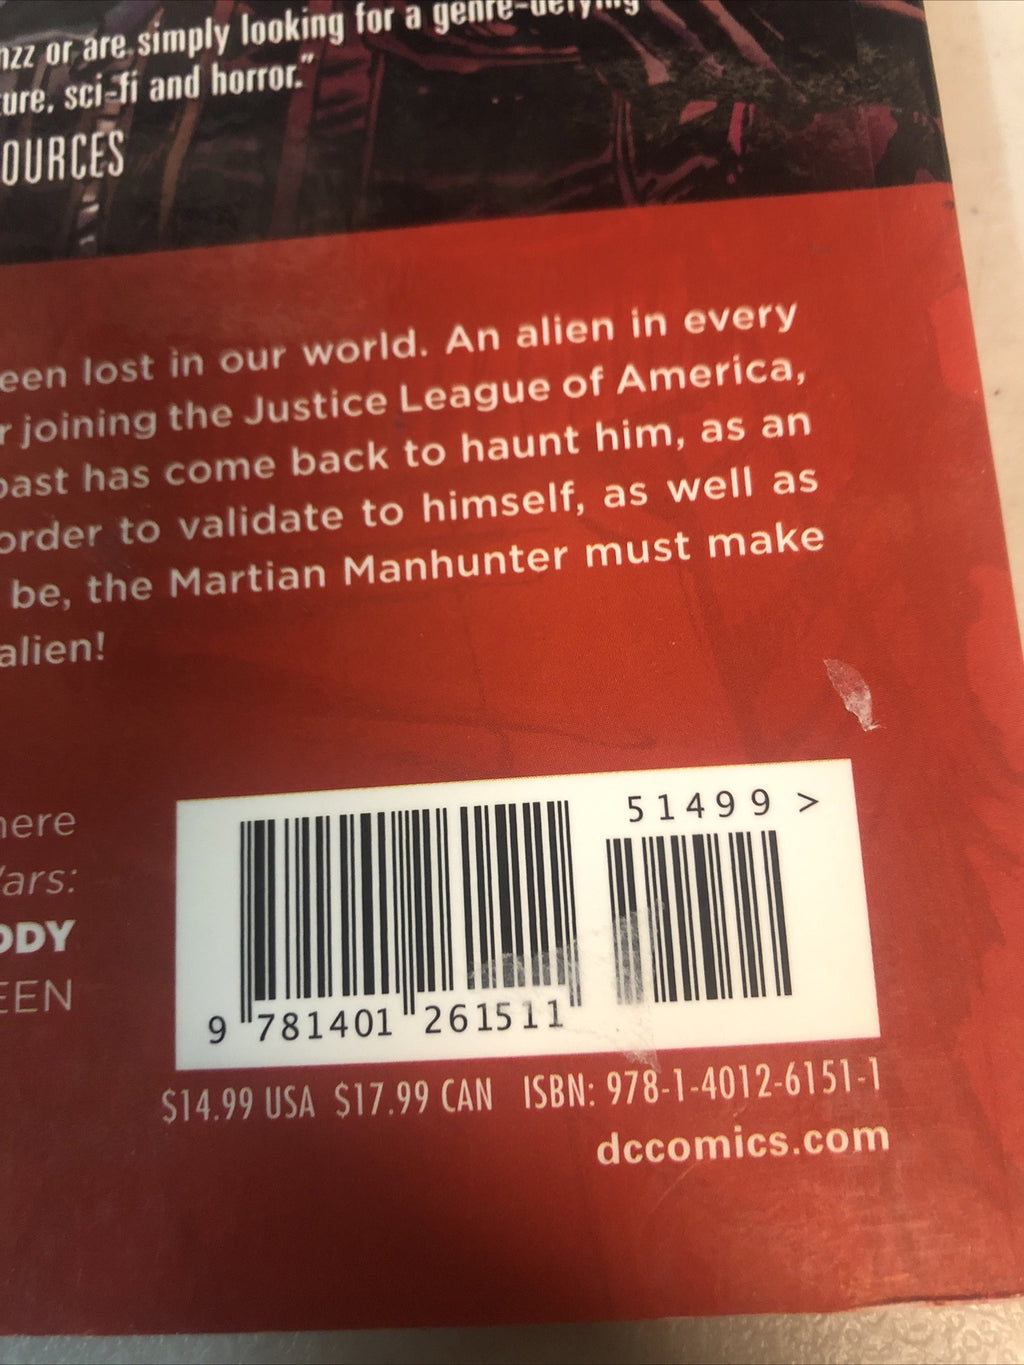 or are simply looking for a genre-defying
sci-fi and horror."
OURCES
een lost in our world. An alien in every
r joining the Justice League of America,
past has come back to haunt him, as an
order to validate to himself, as well as
be, the Martian Manhunter must make
alien!
here
ars:
ODY
EEN
51499 >
9 781401 261511
$14.99 USA $17.99 CAN ISBN: 978-1-4012-6151-1
dccomics.com